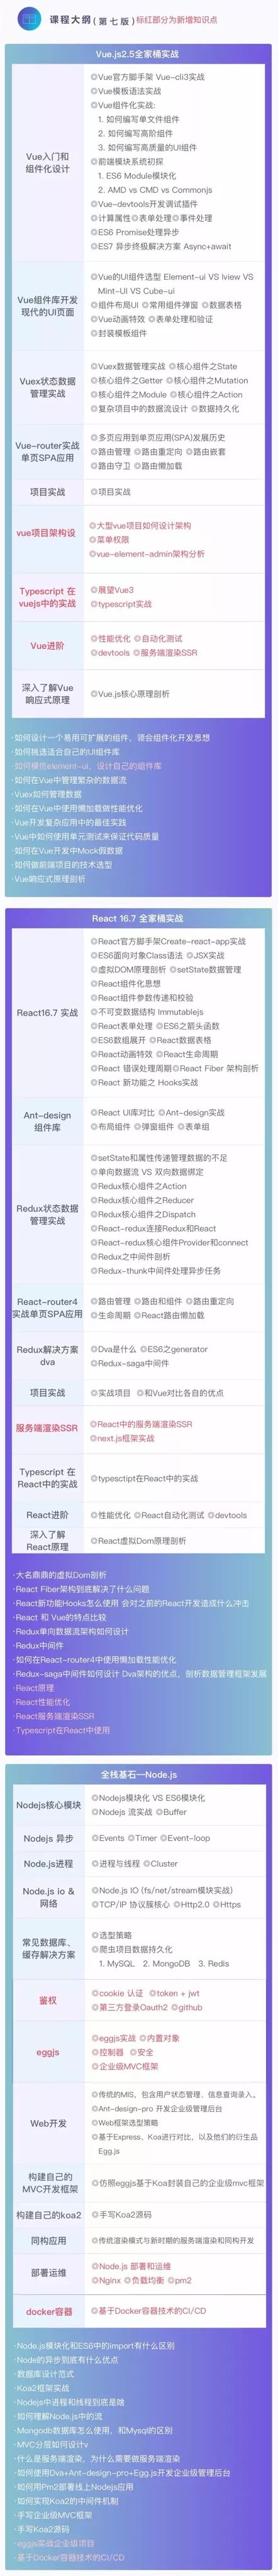 课程大纲(第七版)标红部分为新增知识点
Vue.js2.5全家桶实战
Vue入门和
组件化设计
◎Vue官方脚手架 Vue-cli3实战
◎Vue模板语法实战
◎Vue组件化实战:
1. 如何编写单文件组件
2. 如何编写高阶组件
3. 如何编写高质量的UI组件
◎前端模块系统初探
1. ES6 Module模块化
2. AMD vs CMD vs Commonjs
◎Vue-devtools开发调试插件
◎计算属性◎表单处理◎事件处理
◎ES6 Promise处理异步
◎ES7 异步终极解决方案 Async+await
Vue组件库开发
现代的UI页面
◎Vue的UI组件选型 Element-ui VS Iview VS
Mint-UI VS Cube-ui
◎组件布局UI ◎常用组件弹窗 ◎数据表格
◎Vue动画特效 ◎表单处理和验证
◎封装模板组件
Vuex状态数据
管理实战
◎Vuex数据管理实战 ◎核心组件之State
◎核心组件之Getter ◎核心组件之Mutation
◎核心组件之Module ◎核心组件之Action
◎复杂项目中的数据流设计 ◎数据持久化
Vue-router实战
单页SPA应用
◎多页应用到单页应用(SPA)发展历史
◎路由管理 ◎路由重定向 ◎路由嵌套
◎路由守卫 ◎路由懒加载
项目实战
◎项目实战
vue项目架构设
◎大型vue项目如何设计架构
◎菜单权限
◎vue-element-admin架构分析
Typescript 在
vuejs中的实战
◎展望Vue3
◎typescript实战
Vue进阶
◎性能优化 ◎自动化测试
◎devtools ◎服务端渲染SSR
深入了解Vue
响应式原理
◎Vue.js核心原理剖析
·如何设计一个易用可扩展的组件，领会组件化开发思想
·如何挑选适合自己的UI组件库
·如何模仿element-ui，设计自己的组件库
·如何在Vue中管理繁杂的数据流
·Vuex如何管理数据
·如何在Vue中使用懒加载做性能优化
·Vue开发复杂应用中的最佳实践
·Vue中如何使用单元测试来保证代码质量
·如何在Vue开发中Mock假数据
·如何做前端项目的技术选型
·Vue响应式原理剖析
React 16.7 全家桶实战
React16.7 实战
◎React官方脚手架Create-react-app实战
◎ES6面向对象Class语法 ◎JSX实战
◎虚拟DOM原理剖析 ◎setState数据管理
◎React组件化思想
◎React组件参数传递和校验
◎不可变数据结构 Immutablejs
◎React表单处理 ◎ES6之箭头函数
◎ES6数组展开 ◎React数据表格
◎React动画特效 ◎React生命周期
◎React 错误处理周期◎React Fiber 架构剖析
◎React 新功能之 Hooks实战
Ant-design
组件库
◎React UI库对比 ◎Ant-design实战
◎布局组件 ◎弹窗组件 ◎表单组
Redux状态数据
管理实战
◎setState和属性传递管理数据的不足
◎单向数据流 VS 双向数据绑定
◎Redux核心组件之Action
◎Redux核心组件之Reducer
◎Redux核心组件之Dispatch
◎React-redux连接Redux和React
◎React-redux核心组件Provider和connect
◎Redux之中间件剖析
◎Redux-thunk中间件处理异步任务
React-router4
实战单页SPA应用
◎路由管理 ◎路由和组件 ◎路由重定向
◎生命周期 ◎React路由懒加载
Redux解决方案
dva
◎Dva是什么 ◎ES6之generator
◎Redux-saga中间件
项目实战
◎实战项目 ◎和Vue对比各自的优点
服务端渲染SSR
◎React中的服务端渲染SSR
◎next.js框架实战
Typescript 在
React中的实战
◎typesctipt在React中的实战
React进阶
◎性能优化 ◎React自动化测试 ◎devtools
深入了解
React原理
◎React虚拟Dom原理剖析
·大名鼎鼎的虚拟Dom剖析
·React Fiber架构到底解决了什么问题
·React新功能Hooks怎么使用 会对之前的React开发造成什么冲击
·React 和 Vue的特点比较
·Redux单向数据流架构如何设计
·Redux中间件
·如何在React-router4中使用懒加载性能优化
·Redux-saga中间件如何设计 Dva架构的优点，剖析数据管理框架发展
·React原理
·React性能优化
·React服务端渲染SSR
·Typescript在React中使用
全栈基石—Node.js
Nodejs核心模块
◎Nodejs模块化 VS ES6模块化
◎Nodejs 流实战 ◎Buffer
Nodejs 异步
◎Events ◎Timer ◎Event-loop
Node.js进程
◎进程与线程 ◎Cluster
Node.js io &
网络
◎Node.js IO (fs/net/stream模块实战)
◎TCP/IP 协议簇核心 ◎Http2.0 ◎Https
常见数据库、
缓存解决方案
◎选型策略
◎爬虫项目数据持久化
1. MySQL 2. MongoDB 3. Redis
鉴权
◎cookie 认证 ◎token + jwt
◎第三方登录Oauth2 ◎github
eggjs
◎eggjs实战 ◎内置对象
◎控制器 ◎安全
◎企业级MVC框架
Web开发
◎传统的MIS，包含用户状态管理、信息查询录入。
◎Ant-design-pro 开发企业级管理后台
◎Web框架选型策略
◎基于Express、Koa进行对比，以及他们的衍生品
Egg.js
构建自己的
MVC开发框架
◎仿照eggjs基于Koa封装自己的企业级mvc框架
构建自己的koa2
◎手写Koa2源码
同构应用
◎传统渲染模式与新时期的服务端渲染和同构开发
部署运维
◎Node.js 部署和运维
◎Nginx ◎负载均衡 ◎pm2
docker容器
◎基于Docker容器技术的CI/CD
·Node.js模块化和ES6中的import有什么区别
·Node的异步到底有什么优点
·数据库设计范式
·Koa2框架实战
·Nodejs中进程和线程到底是啥
·如何理解Node.js中的流
·Mongodb数据库怎么使用，和Mysql的区别
·MVC分层如何设计v
·什么是服务端渲染，为什么需要做服务端渲染
·如何使用Dva+Ant-design-pro+Egg.js开发企业级管理后台
·如何用Pm2部署线上Nodejs应用
·如何实现Koa2的中间件机制
·手写企业级MVC框架
·手写Koa2源码
·eggjs实战企业级项目
·基于Docker容器技术的CI/CD